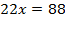 22x = 88